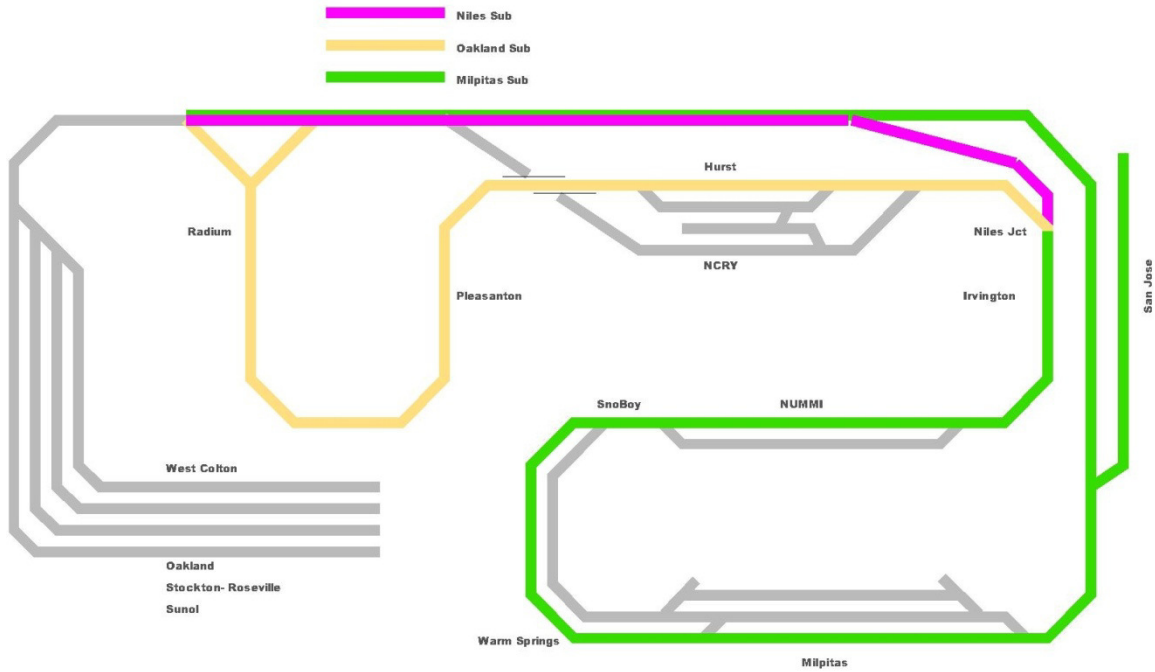 Niles Sub
Oakland Sub
Milpitas Sub
Hurst
Radium
Niles Jct
NCRY
Pleasanton
Irvington
San Jose
SnoBoy
NUMMI
West Colton
Oakland
Stockton- Roseville
Sunol
Warm Springs
Milpitas